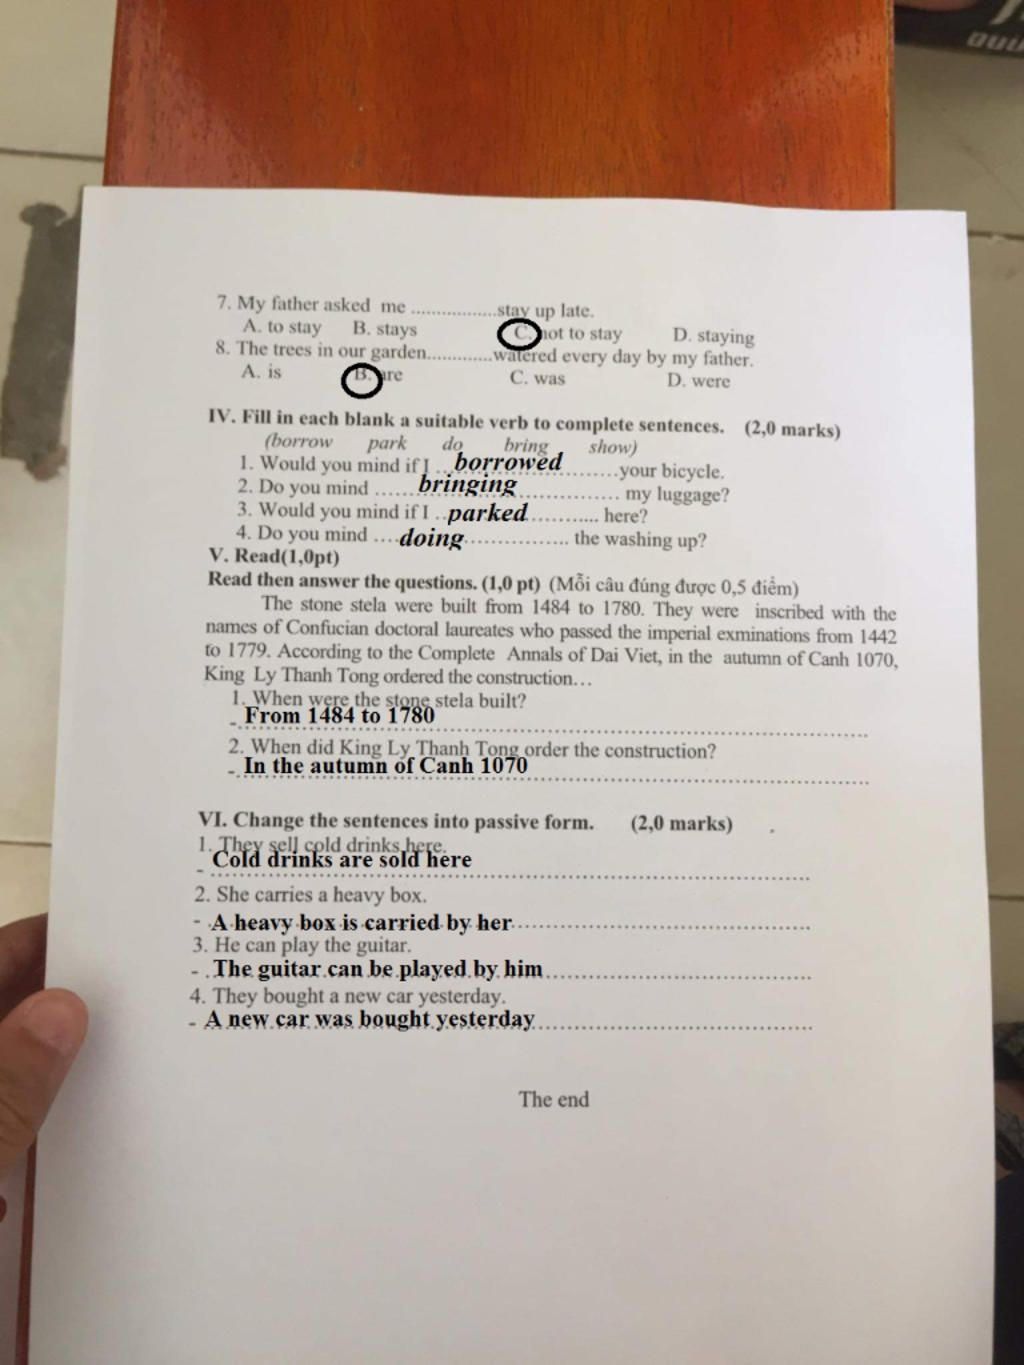 7. My father asked me ................stay up late.
A. to stay B. stays C. not to stay D. staying
8. The trees in our garden............watered every day by my father.
A. is B. are C. was D. were
IV. Fill in each blank a suitable verb to complete sentences. (2,0 marks)
(borrow park do bring show)
1. Would you mind if I ..borrowed..........your bicycle.
2. Do you mind ......bringing.................. my luggage?
3. Would you mind if I ..parked........... here?
4. Do you mind ....doing................ the washing up?
V. Read(1,0pt)
Read then answer the questions. (1,0 pt) (Mỗi câu đúng được 0,5 điểm)
The stone stela were built from 1484 to 1780. They were inscribed with the
names of Confucian doctoral laureates who passed the imperial exminations from 1442
to 1779. According to the Complete Annals of Dai Viet, in the autumn of Canh 1070,
King Ly Thanh Tong ordered the construction…
1. When were the stone stela built?
- From 1484 to 1780
2. When did King Ly Thanh Tong order the construction?
- In the autumn of Canh 1070
VI. Change the sentences into passive form. (2,0 marks)
1. They sell cold drinks here.
- Cold drinks are sold here
2. She carries a heavy box.
- A heavy box is carried by her
3. He can play the guitar.
- The guitar can be played by him
4. They bought a new car yesterday.
- A new car was bought yesterday
The end